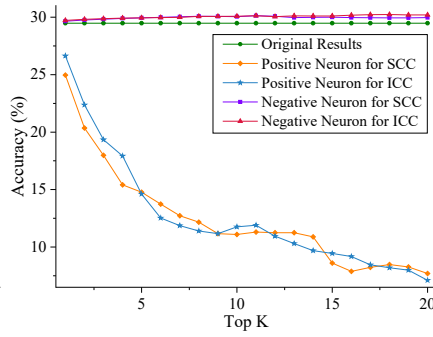 30
25
20
15
10
Accuracy (%)
Original Results
Positive Neuron for SCC
Positive Neuron for ICC
Negative Neuron for SCC
Negative Neuron for ICC
5
10
15
20
Top K